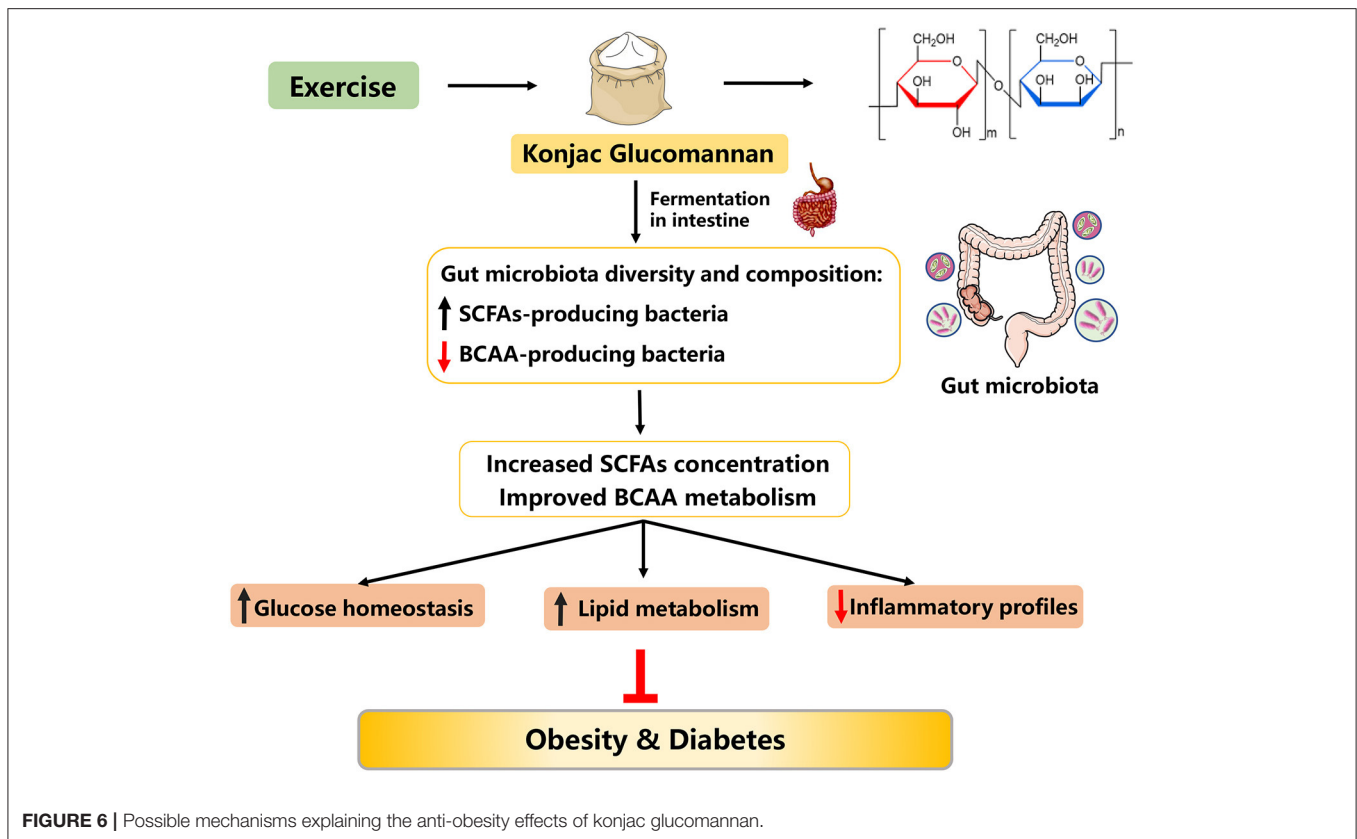 Exercise
Konjac Glucomannan
CH₂OH
O
OH
OH
m
O
CH₂OH
O
OH
OH
n
Fermentation
in intestine
Gut microbiota diversity and composition:
SCFAs-producing bacteria
BCAA-producing bacteria
Gut microbiota
Increased SCFAs concentration
Improved BCAA metabolism
Glucose homeostasis
Lipid metabolism
Inflammatory profiles
Obesity & Diabetes
FIGURE 6 | Possible mechanisms explaining the anti-obesity effects of konjac glucomannan.